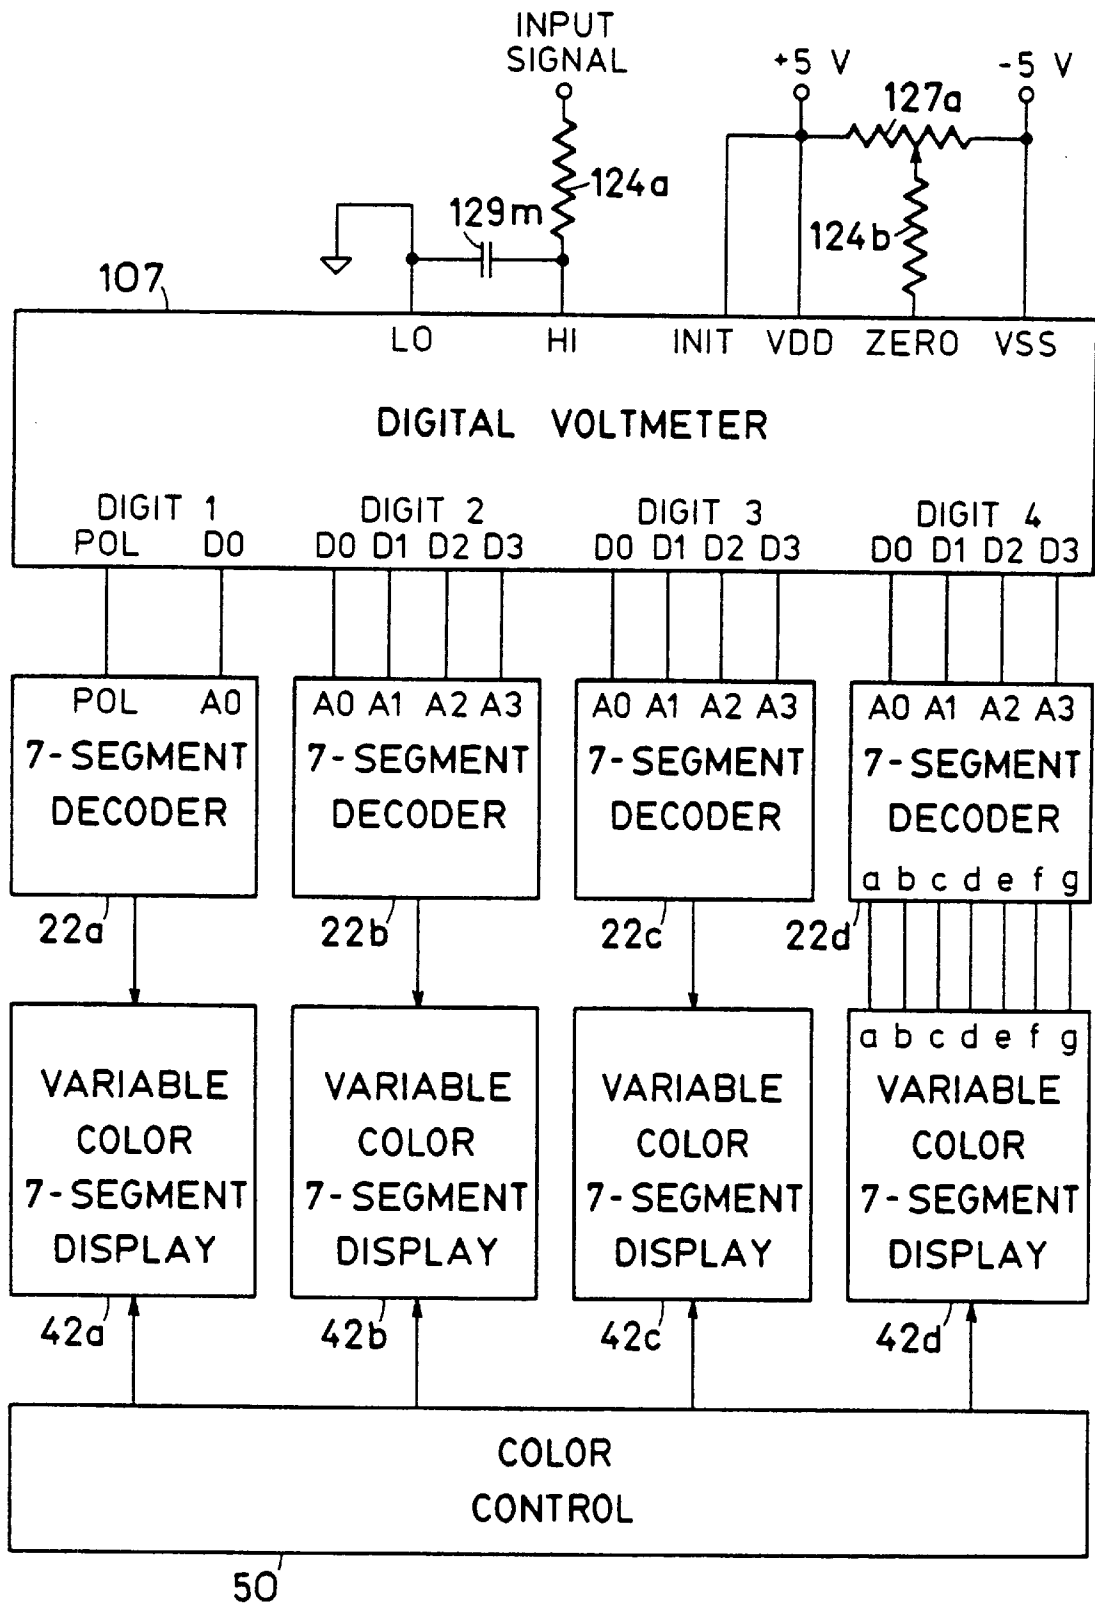 INPUT
SIGNAL
+5 V
-5 V
127a
124a
129m
124b
107
LO HI INIT VDD ZERO VSS
DIGITAL VOLTMETER
DIGIT 1 DIGIT 2 DIGIT 3 DIGIT 4
POL D0 D0 D1 D2 D3 D0 D1 D2 D3 D0 D1 D2 D3
POL A0 A0 A1 A2 A3 A0 A1 A2 A3 A0 A1 A2 A3
7-SEGMENT 7-SEGMENT 7-SEGMENT 7-SEGMENT
DECODER DECODER DECODER DECODER
a b c d e f g
22a 22b 22c 22d
a b c d e f g
VARIABLE VARIABLE VARIABLE VARIABLE
COLOR COLOR COLOR COLOR
7-SEGMENT 7-SEGMENT 7-SEGMENT 7-SEGMENT
DISPLAY DISPLAY DISPLAY DISPLAY
42a 42b 42c 42d
COLOR
CONTROL
50